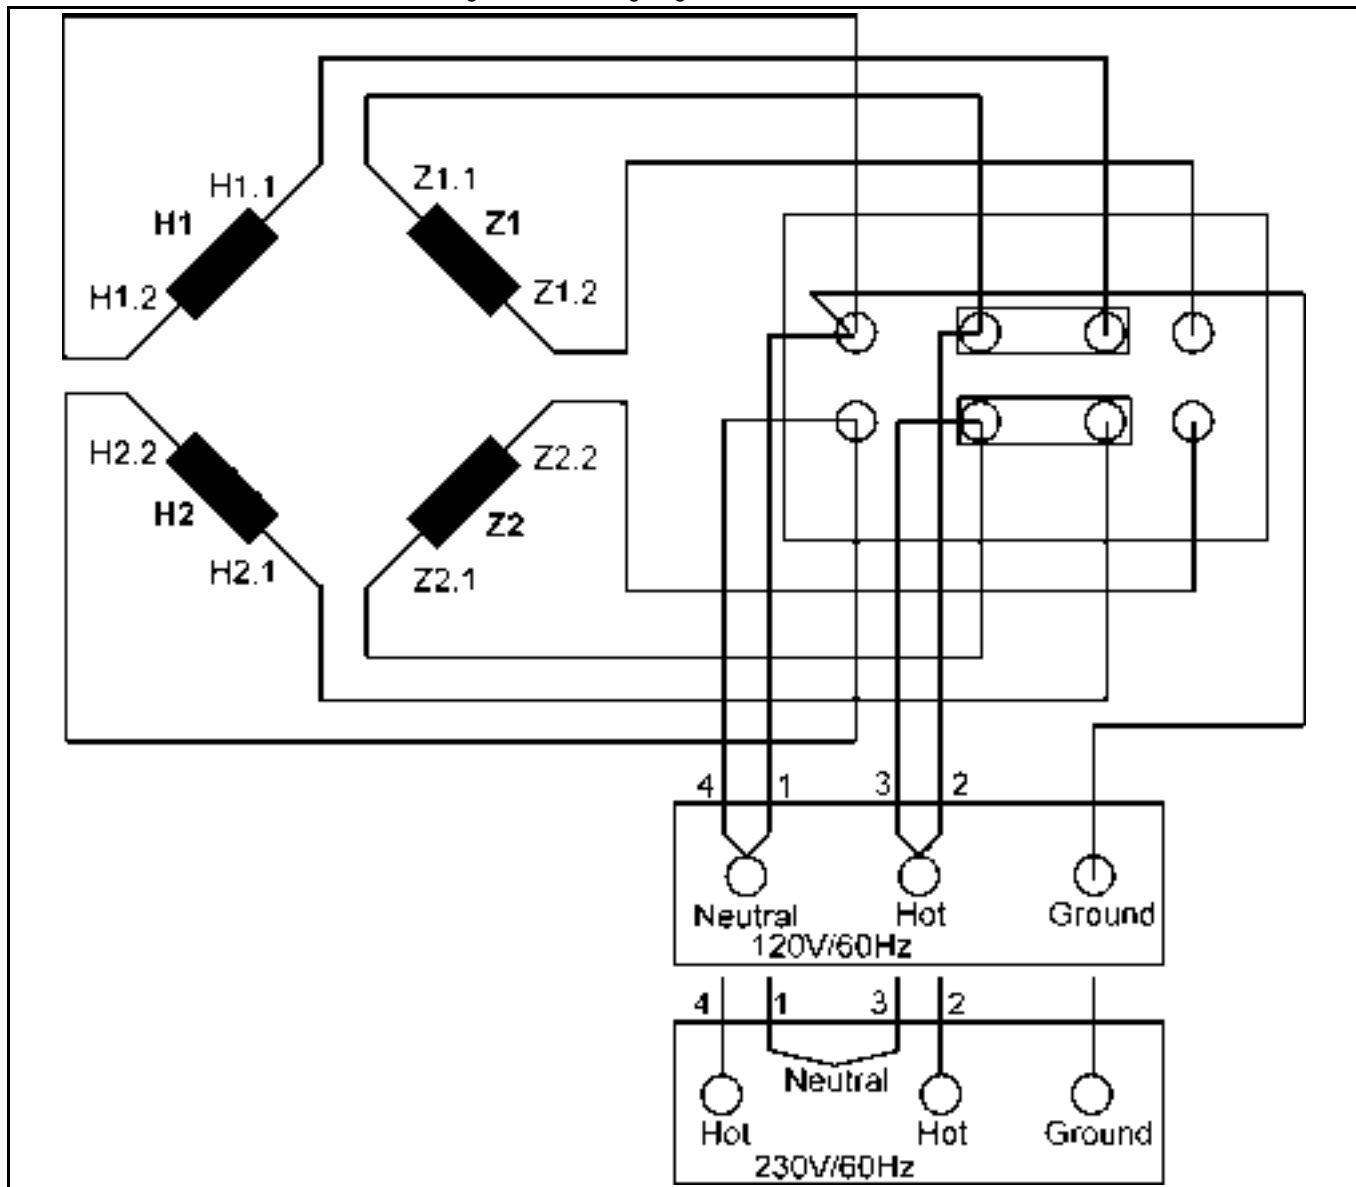 H1.1
Z1.1
H1
Z1
H1.2
Z1.2
H2.2
Z2.2
H2
Z2
H2.1
Z2.1
4 1 3 2
Neutral Hot Ground
120V/60Hz
4 1 3 2
Neutral
Hot Hot Ground
230V/60Hz